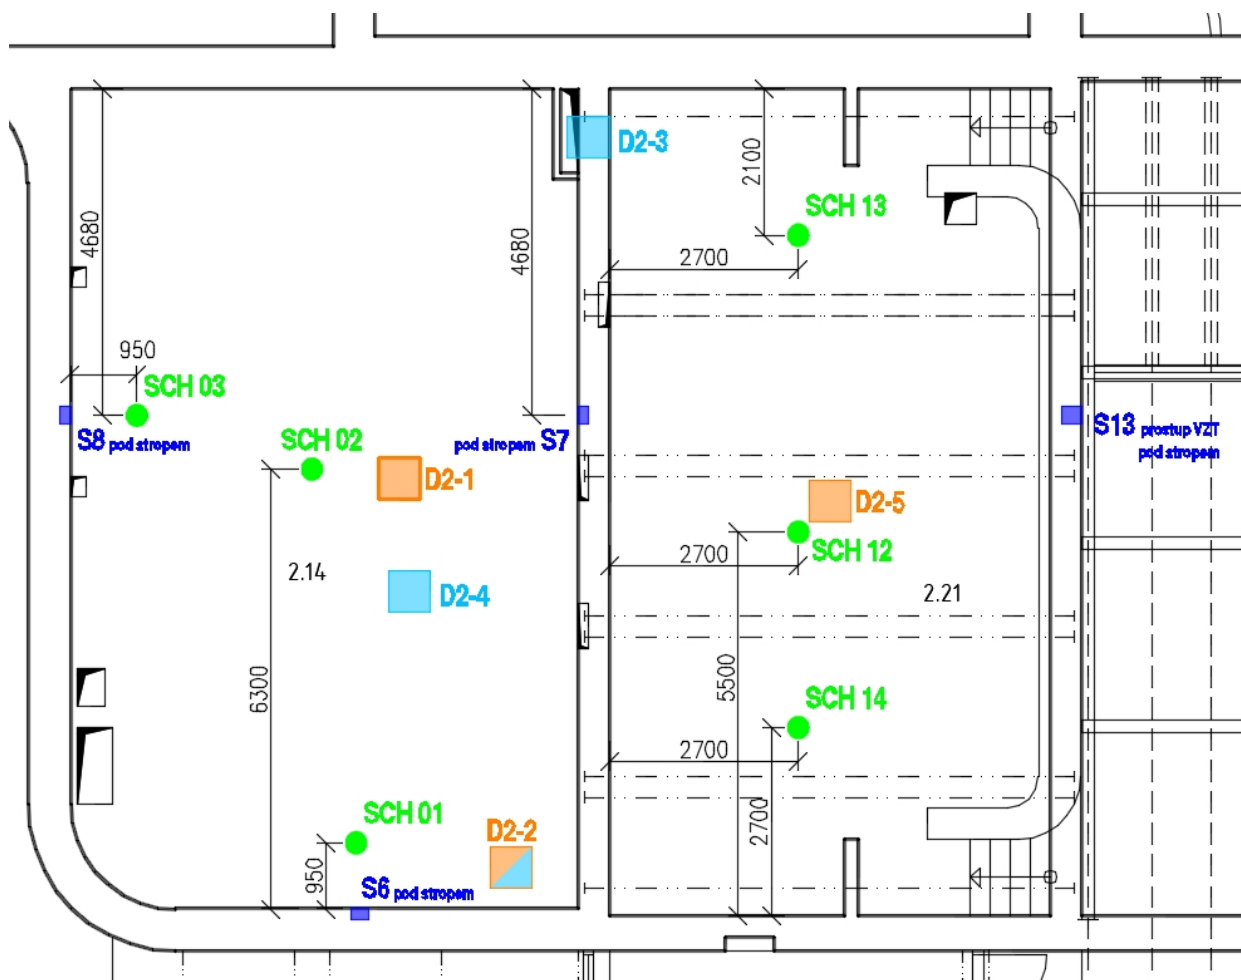 D2-3
2100
SCH 13
4680
4680
2700
950
SCH 03
S8 pod stropem
SCH 02
pod stropem S7
S13 prostup VZT
pod stropem
D2-1
D2-5
SCH 12
2700
2.14
D2-4
2.21
6300
5500
SCH 14
2700
2700
SCH 01
D2-2
950
S6 pod stropem